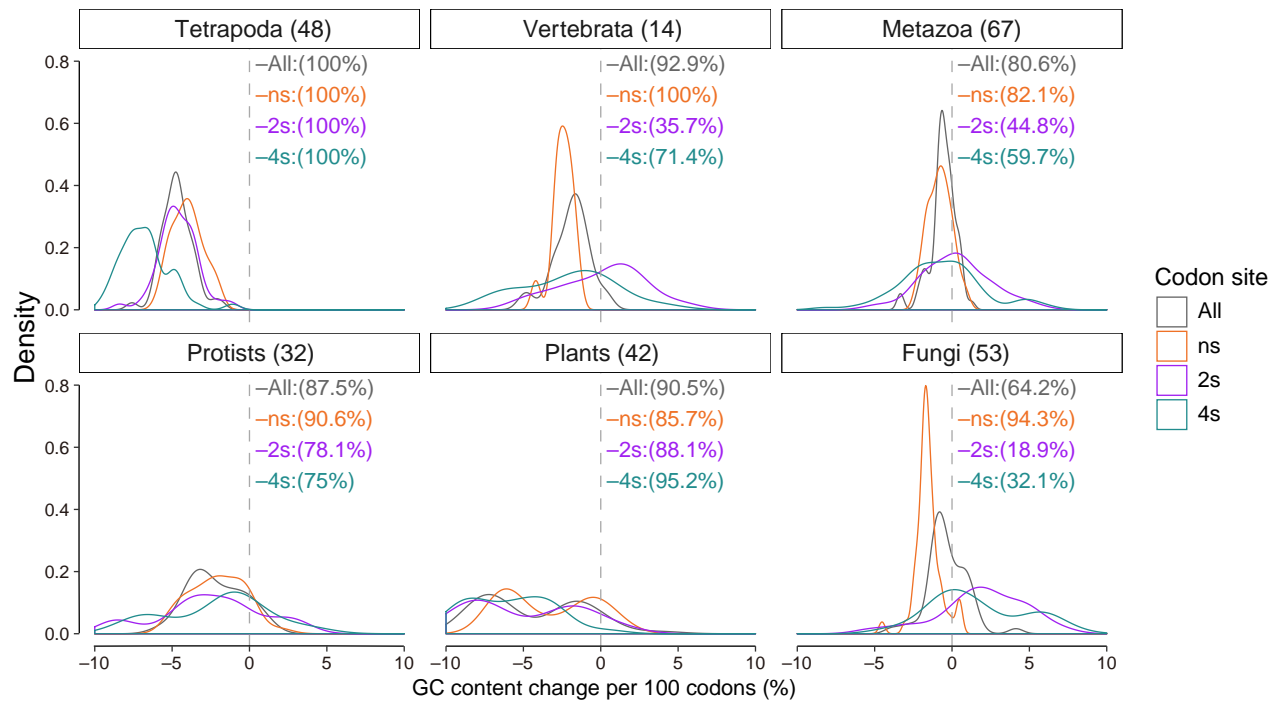 Tetrapoda (48)
Vertebrata (14)
Metazoa (67)
–All:(100%)
–ns:(100%)
–2s:(100%)
–4s:(100%)
–All:(92.9%)
–ns:(100%)
–2s:(35.7%)
–4s:(71.4%)
–All:(80.6%)
–ns:(82.1%)
–2s:(44.8%)
–4s:(59.7%)
0.8
0.6
0.4
0.2
0.0
Density
Protists (32)
Plants (42)
Fungi (53)
–All:(87.5%)
–ns:(90.6%)
–2s:(78.1%)
–4s:(75%)
–All:(90.5%)
–ns:(85.7%)
–2s:(88.1%)
–4s:(95.2%)
–All:(64.2%)
–ns:(94.3%)
–2s:(18.9%)
–4s:(32.1%)
0.8
0.6
0.4
0.2
0.0
−10 −5 0 5 10
−10 −5 0 5 10
−10 −5 0 5 10
GC content change per 100 codons (%)
Codon site
All
ns
2s
4s